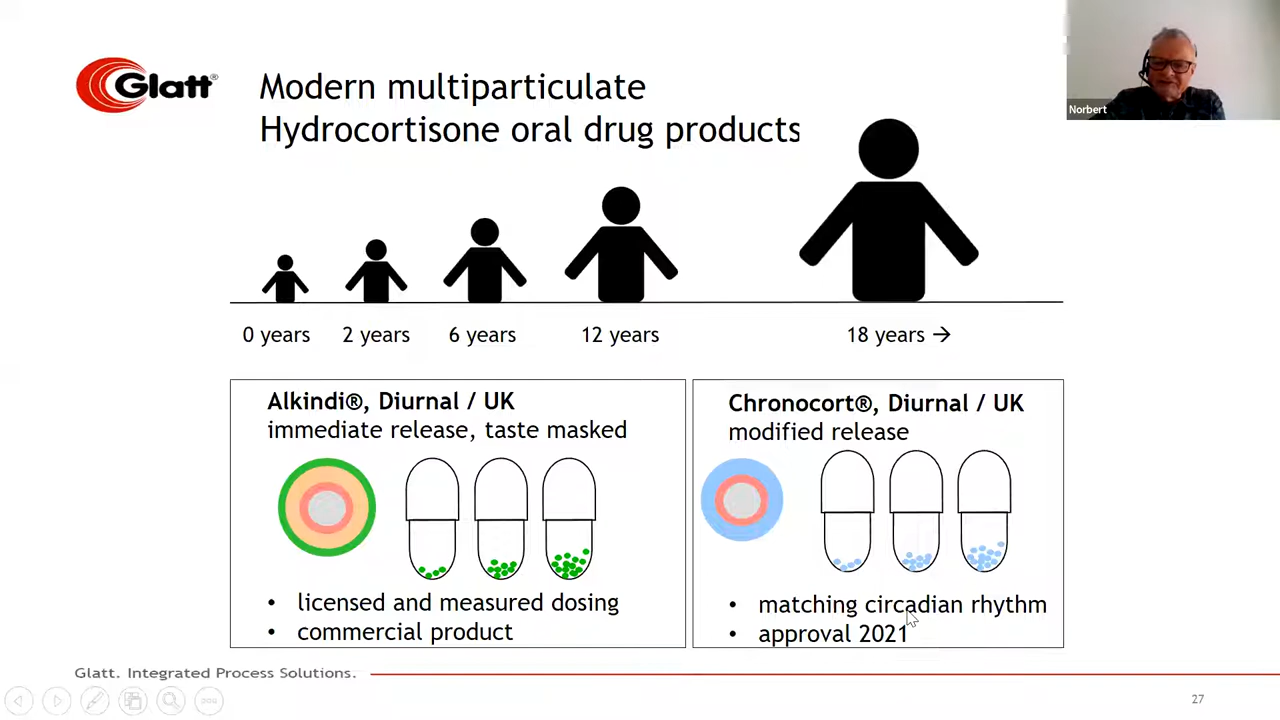 Glatt®
Modern multiparticulate
Hydrocortisone oral drug products
Norbert
0 years
2 years
6 years
12 years
18 years →
Alkindi®, Diurnal / UK
immediate release, taste masked
• licensed and measured dosing
• commercial product
Chronocort®, Diurnal / UK
modified release
• matching circadian rhythm
• approval 2021
Glatt. Integrated Process Solutions.
27